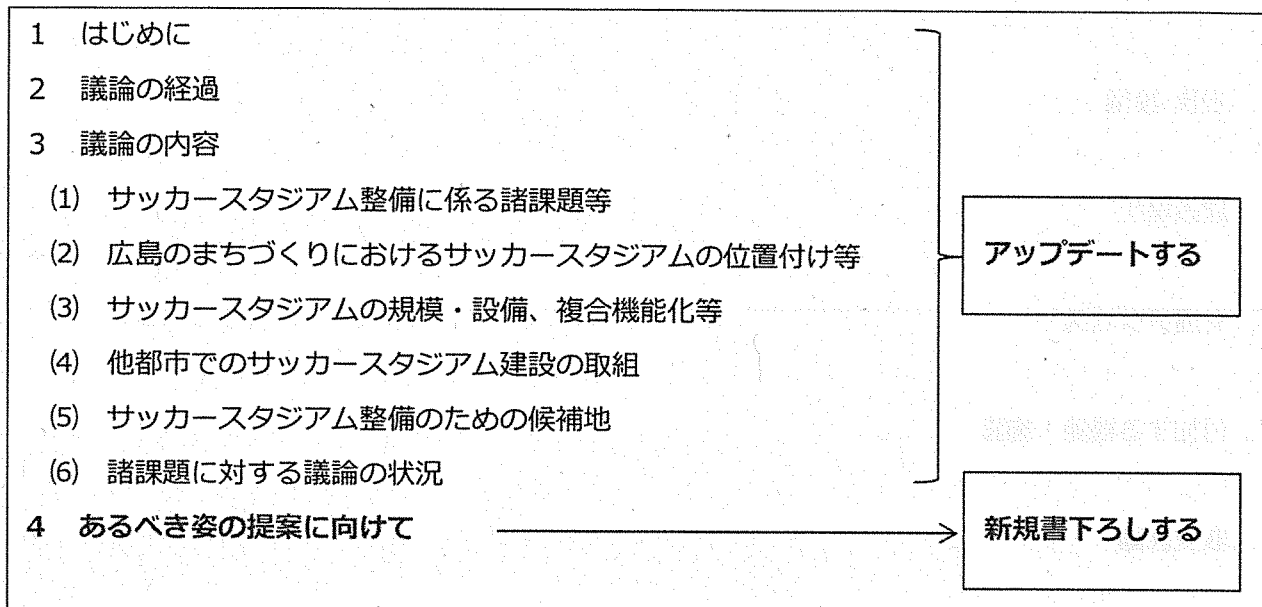 1 はじめに
2 議論の経過
3 議論の内容
(1) サッカースタジアム整備に係る諸課題等
(2) 広島のまちづくりにおけるサッカースタジアムの位置付け等
(3) サッカースタジアムの規模・設備、複合機能化等
(4) 他都市でのサッカースタジアム建設の取組
(5) サッカースタジアム整備のための候補地
(6) 諸課題に対する議論の状況
アップデートする
4 あるべき姿の提案に向けて
新規書下ろしする